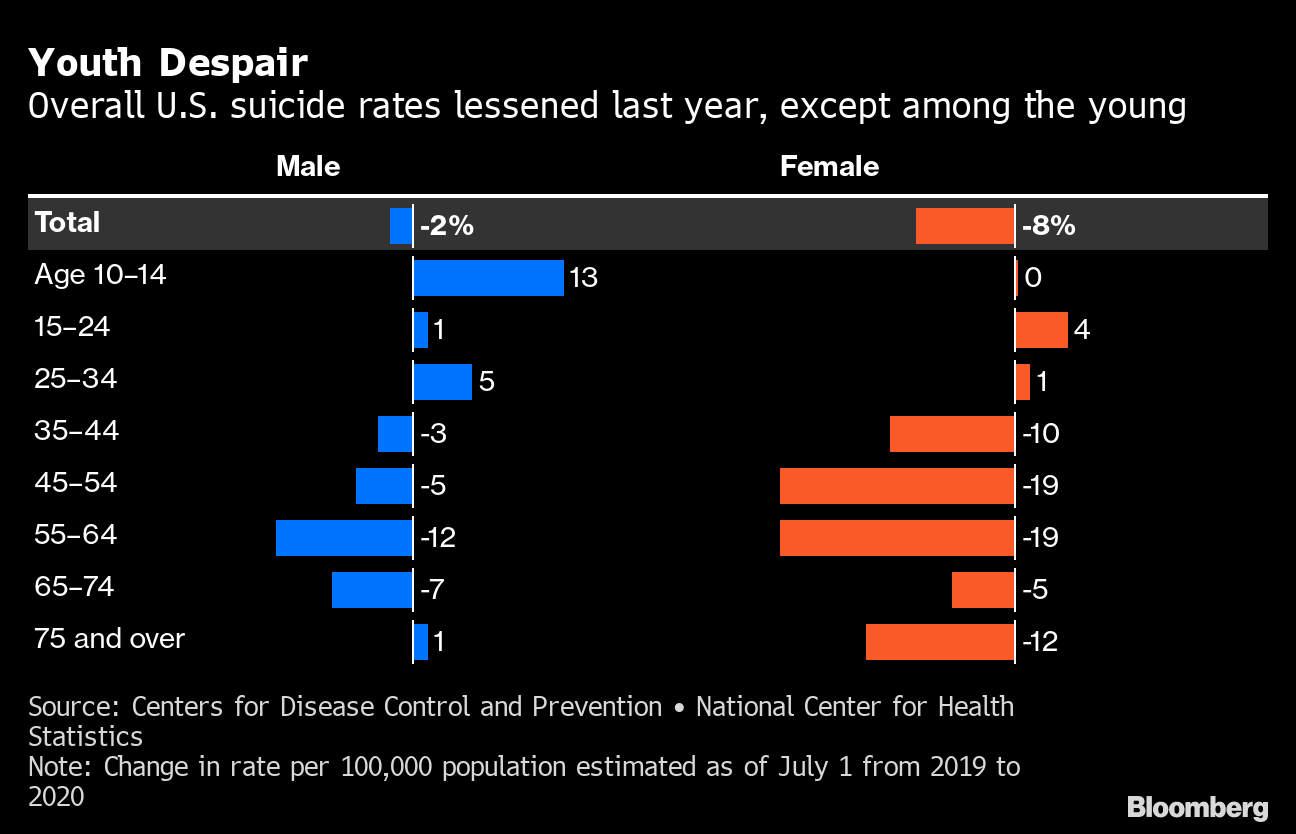 Youth Despair
Overall U.S. suicide rates lessened last year, except among the young
Male Female
Total -2% -8%
Age 10–14 13 0
15–24 1 4
25–34 5 1
35–44 -3 -10
45–54 -5 -19
55–64 -12 -19
65–74 -7 -5
75 and over 1 -12
Source: Centers for Disease Control and Prevention • National Center for Health
Statistics
Note: Change in rate per 100,000 population estimated as of July 1 from 2019 to
2020
Bloomberg